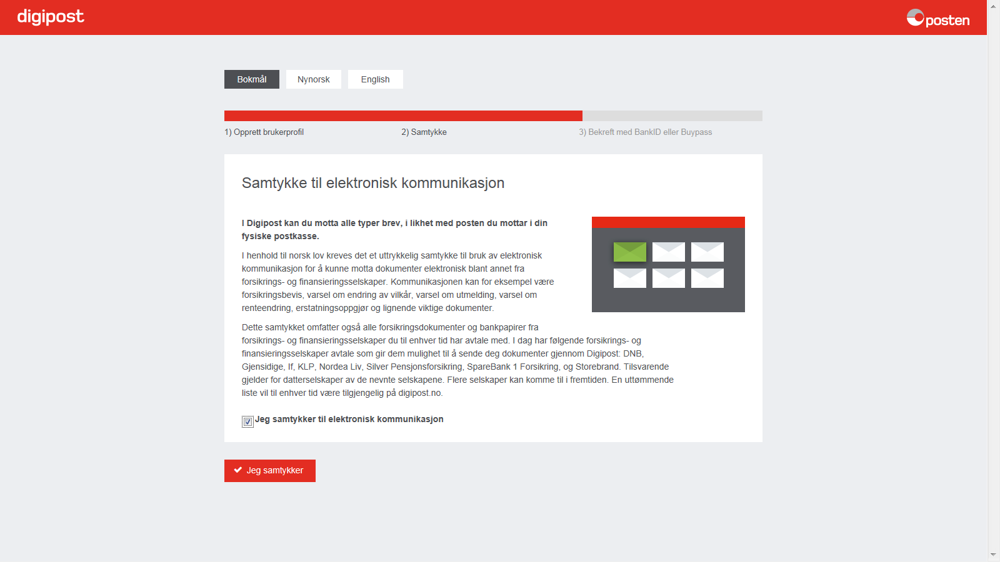 digipost
posten
Bokmål
Nynorsk
English
1) Opprett brukerprofil
2) Samtykke
3) Bekreft med BankID eller Buypass
Samtykke til elektronisk kommunikasjon
I Digipost kan du motta alle typer brev, i likhet med posten du mottar i din
fysiske postkasse.
I henhold til norsk lov kreves det et uttrykkelig samtykke til bruk av elektronisk
kommunikasjon for å kunne motta dokumenter elektronisk blant annet fra
forsikrings- og finansieringsselskaper. Kommunikasjonen kan for eksempel være
forsikringsbevis, varsel om endring av vilkår, varsel om utmelding, varsel om
renteendring, erstatningsoppgjør og lignende viktige dokumenter.
Dette samtykket omfatter også alle forsikringsdokumenter og bankpapirer fra
forsikrings- og finansieringsselskaper du til enhver tid har avtale med. I dag har følgende forsikrings- og
finansieringsselskaper avtale som gir dem mulighet til å sende deg dokumenter gjennom Digipost: DNB,
Gjensidige, If, KLP, Nordea Liv, Silver Pensjonsforsikring, SpareBank 1 Forsikring, og Storebrand. Tilsvarende
gjelder for datterselskaper av de nevnte selskapene. Flere selskaper kan komme til i fremtiden. En uttømmende
liste vil til enhver tid være tilgjengelig på digipost.no.
Jeg samtykker til elektronisk kommunikasjon
Jeg samtykker